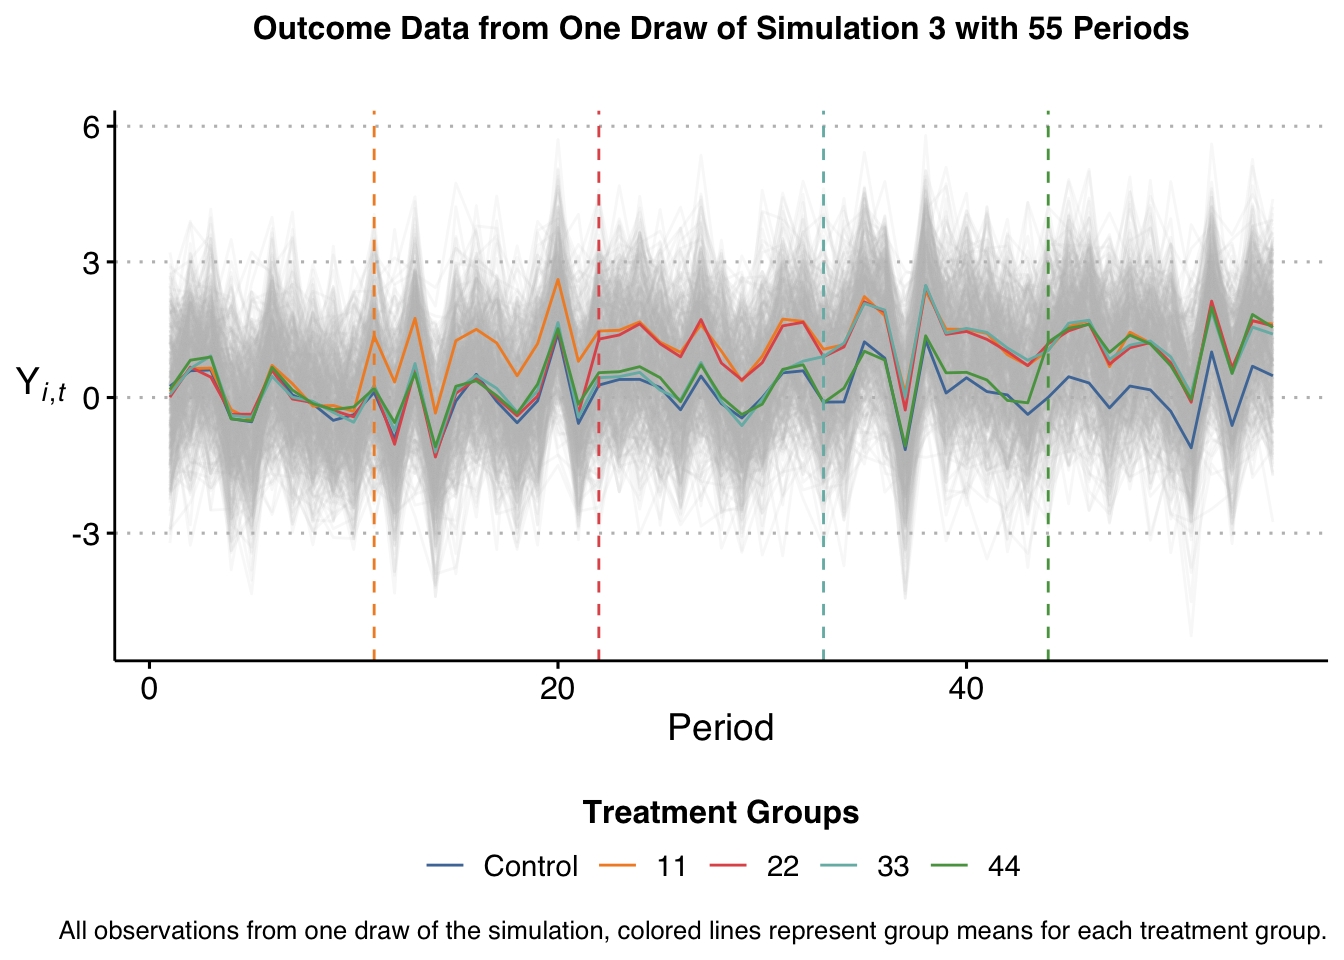 Outcome Data from One Draw of Simulation 3 with 55 Periods
6
3
0
-3
Y i,t
0 20 40
Period
Treatment Groups
Control 11 22 33 44
All observations from one draw of the simulation, colored lines represent group means for each treatment group.